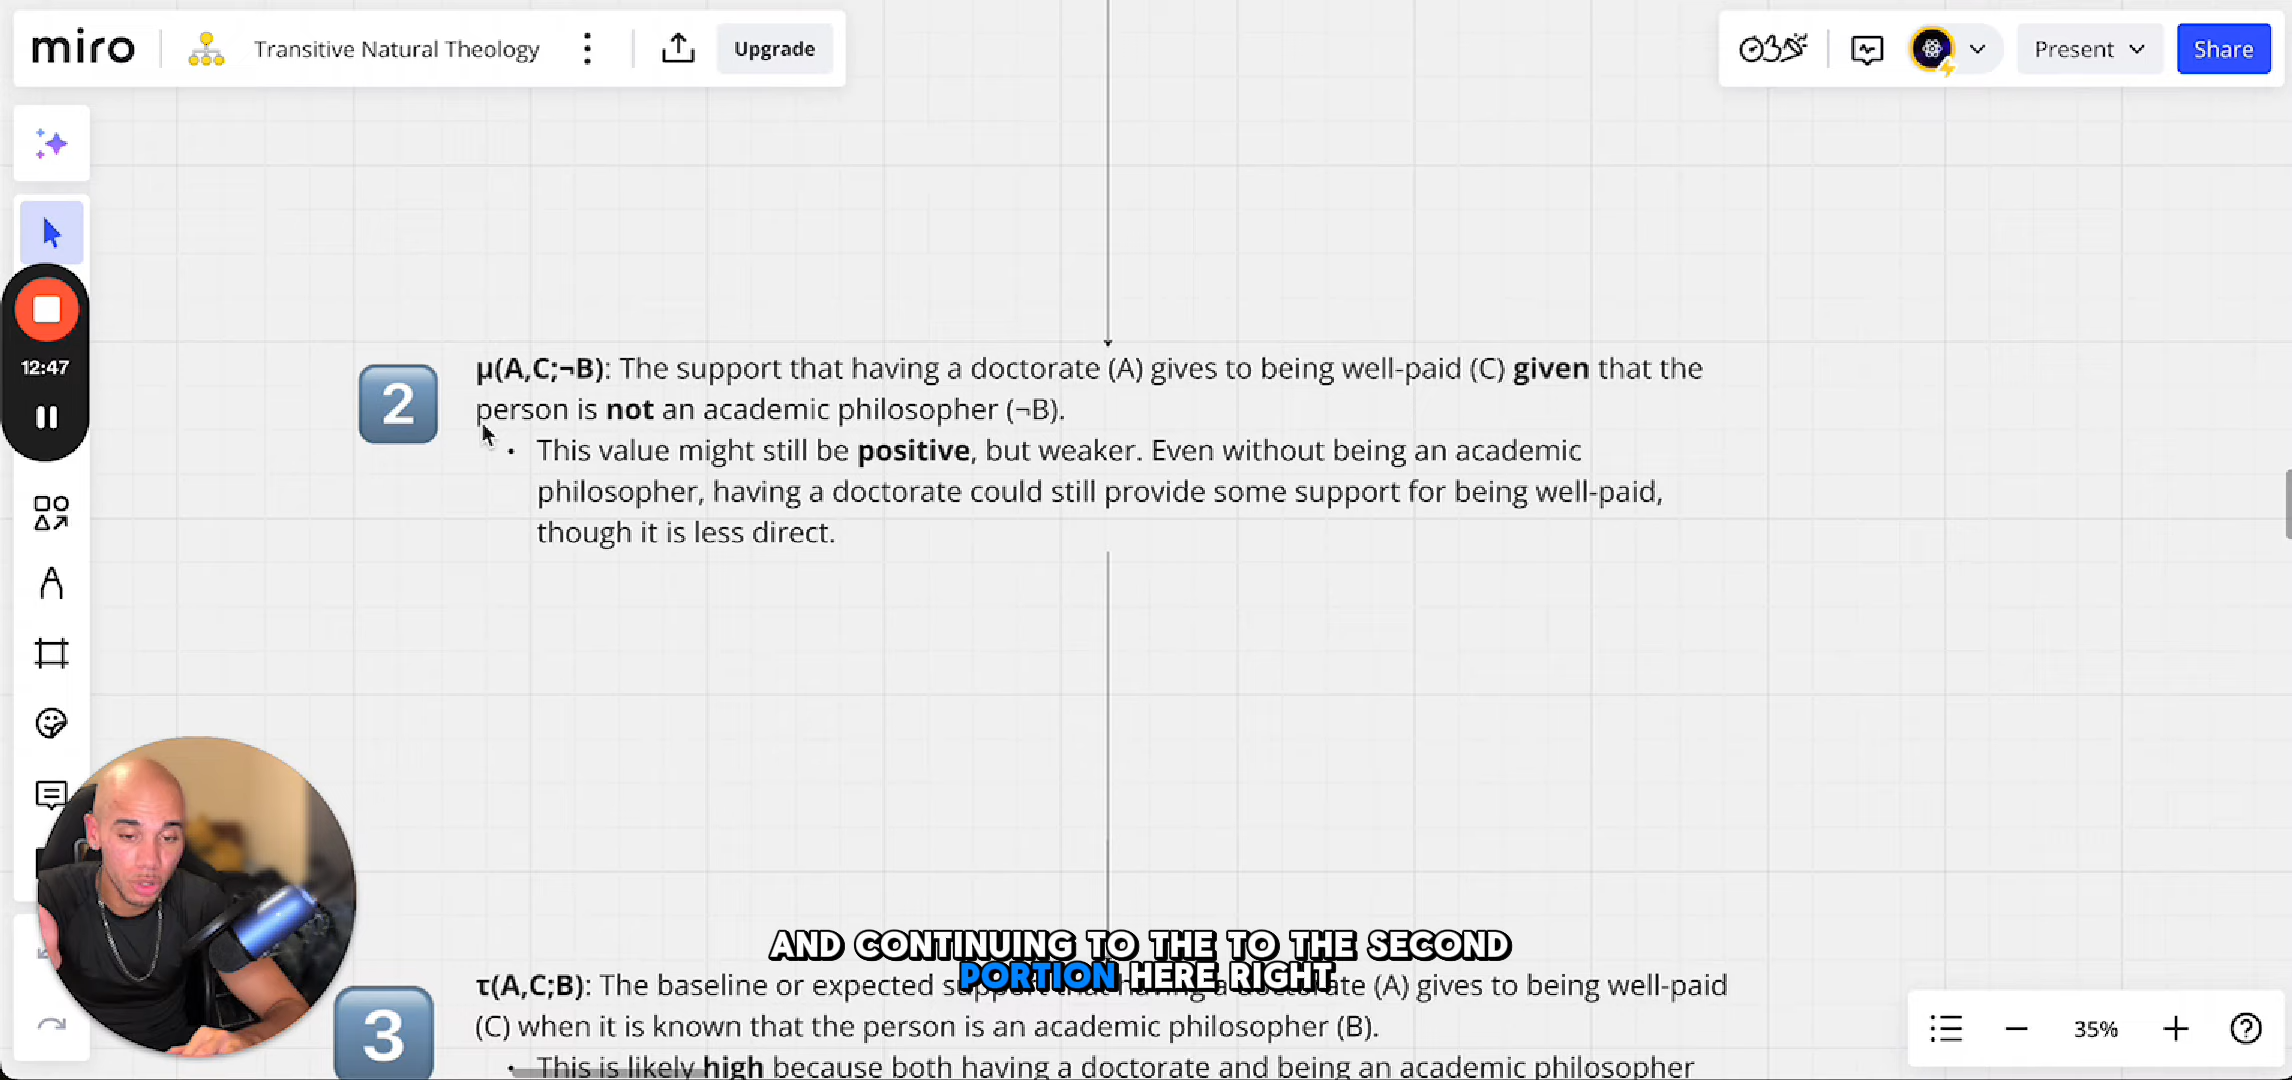 miro
Transitive Natural Theology
Upgrade
Present
Share
12:47
2
μ(A,C;¬B): The support that having a doctorate (A) gives to being well-paid (C) given that the
person is not an academic philosopher (¬B).
• This value might still be positive, but weaker. Even without being an academic
philosopher, having a doctorate could still provide some support for being well-paid,
though it is less direct.
AND CONTINUING TO THE TO THE SECOND
PORTION HERE RIGHT
3
τ(A,C;B): The baseline or expected support that having a doctorate (A) gives to being well-paid
(C) when it is known that the person is an academic philosopher (B).
• This is likely high because both having a doctorate and being an academic philosopher
35%